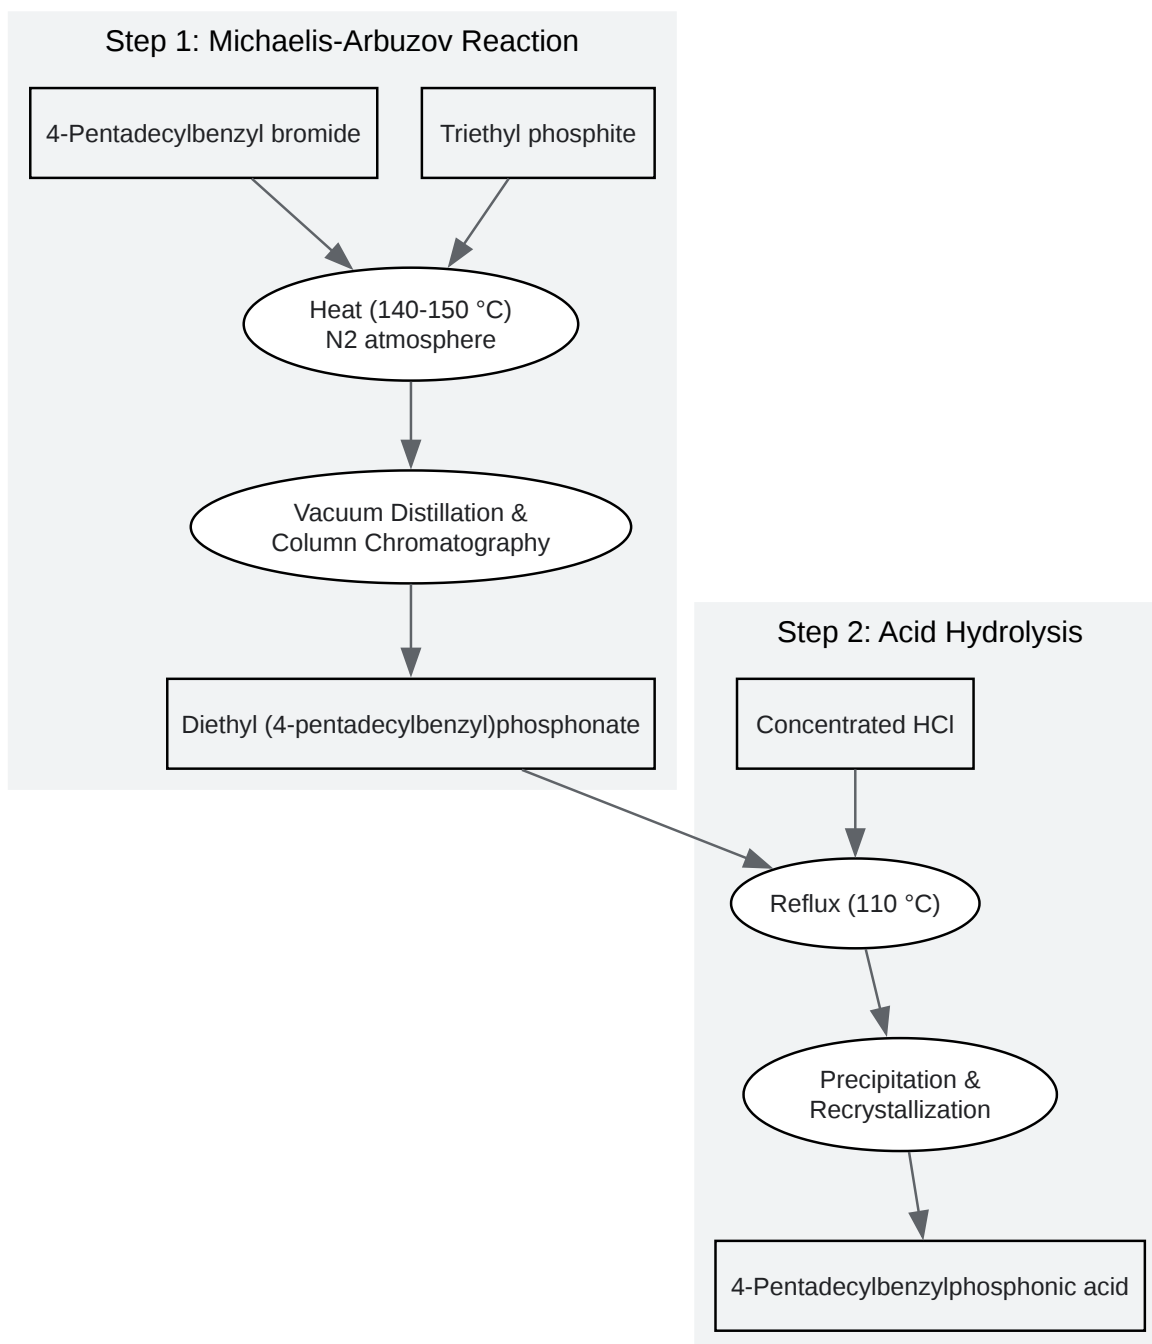 Step 1: Michaelis-Arbuzov Reaction
4-Pentadecylbenzyl bromide
Triethyl phosphite
Heat (140-150 °C)
N2 atmosphere
Vacuum Distillation &
Column Chromatography
Diethyl (4-pentadecylbenzyl)phosphonate
Step 2: Acid Hydrolysis
Concentrated HCl
Reflux (110 °C)
Precipitation &
Recrystallization
4-Pentadecylbenzylphosphonic acid